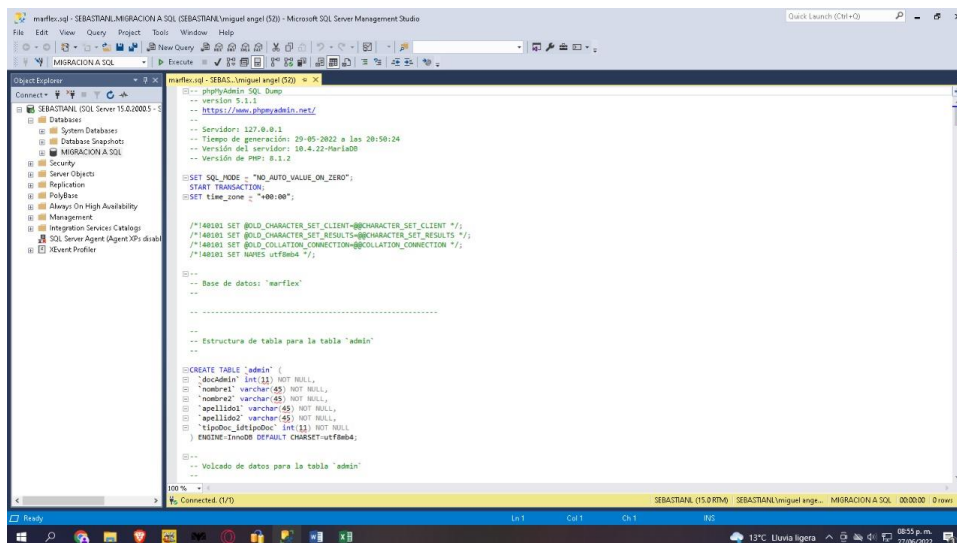 marflex.sql - SEBASTIANL.MIGRACION A SQL (SEBASTIANL\miguel angel (52)) - Microsoft SQL Server Management Studio
Quick Launch (Ctrl+Q)
File Edit View Query Project Tools Window Help
New Query
MIGRACION A SQL
Execute
Object Explorer
marflex.sql - SEBAS...\miguel angel (52))
Connect
SEBASTIANL (SQL Server 15.0.2000.5 - S
Databases
System Databases
Database Snapshots
MIGRACION A SQL
Security
Server Objects
Replication
PolyBase
Always On High Availability
Management
Integration Services Catalogs
SQL Server Agent (Agent XPs disabl
XEvent Profiler
-- phpMyAdmin SQL Dump
-- version 5.1.1
-- https://www.phpmyadmin.net/
--
-- Servidor: 127.0.0.1
-- Tiempo de generación: 29-05-2022 a las 20:50:24
-- Versión del servidor: 10.4.22-MariaDB
-- Versión de PHP: 8.1.2
SET SQL_MODE = "NO_AUTO_VALUE_ON_ZERO";
START TRANSACTION;
SET time_zone = "+00:00";
/*!40101 SET @OLD_CHARACTER_SET_CLIENT=@@CHARACTER_SET_CLIENT */;
/*!40101 SET @OLD_CHARACTER_SET_RESULTS=@@CHARACTER_SET_RESULTS */;
/*!40101 SET @OLD_COLLATION_CONNECTION=@@COLLATION_CONNECTION */;
/*!40101 SET NAMES utf8mb4 */;
--
-- Base de datos: `marflex`
--
-- --------------------------------------------------------
--
-- Estructura de tabla para la tabla `admin`
--
CREATE TABLE `admin` (
`docAdmin` int(11) NOT NULL,
`nombre1` varchar(45) NOT NULL,
`nombre2` varchar(45) NOT NULL,
`apellido1` varchar(45) NOT NULL,
`apellido2` varchar(45) NOT NULL,
`tipoDoc_idtipoDoc` int(11) NOT NULL
) ENGINE=InnoDB DEFAULT CHARSET=utf8mb4;
--
-- Volcado de datos para la tabla `admin`
--
100 %
Connected. (1/1)
SEBASTIANL (15.0 RTM) SEBASTIANL\miguel ange... MIGRACION A SQL 00:00:00 0 rows
Ready Ln 1 Col 1 Ch 1 INS
13°C Lluvia ligera 08:55 p. m.
27/06/2022